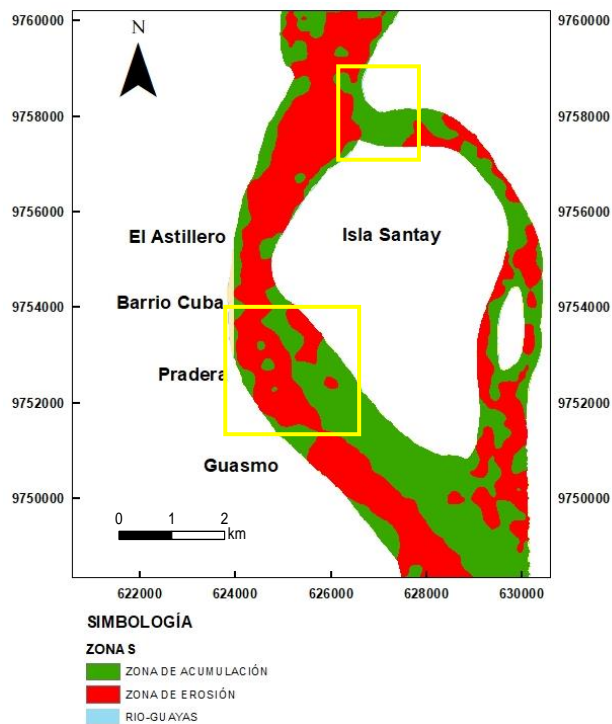 9760000
9760000
N
9758000
9758000
9756000
9756000
El Astillero
Isla Santay
9754000
9754000
Barrio Cuba
Pradera
9752000
9752000
Guasmo
9750000
9750000
0 1 2
km
622000 624000 626000 628000 630000
SIMBOLOGÍA
ZONAS
ZONA DE ACUMULACIÓN
ZONA DE EROSIÓN
RIO-GUAYAS